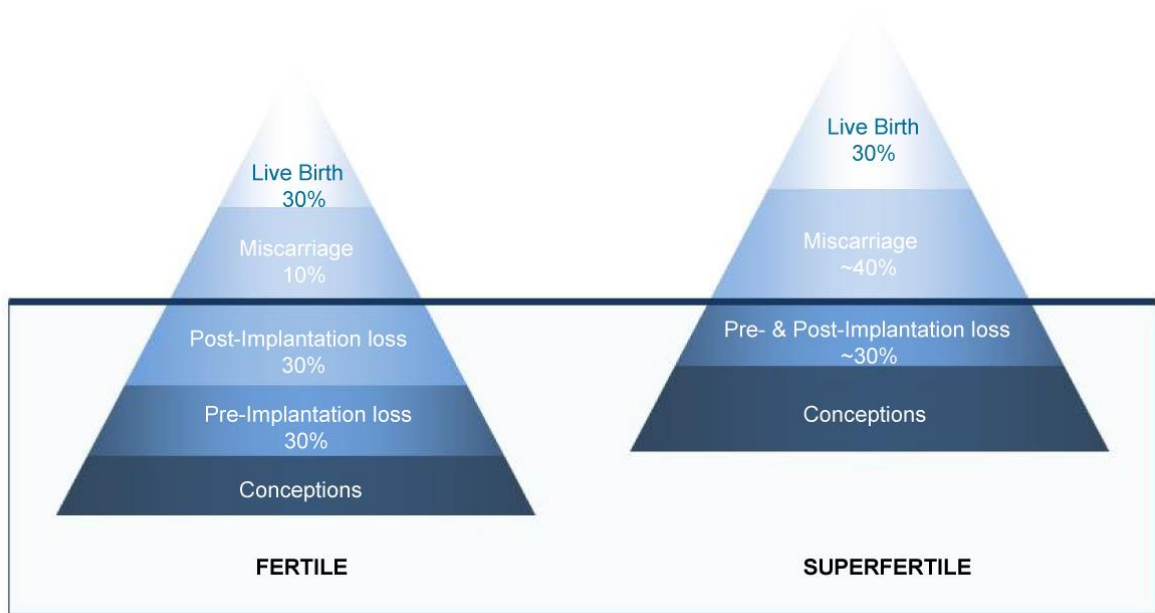 Live Birth
30%
Miscarriage
10%
Post-Implantation loss
30%
Pre-Implantation loss
30%
Conceptions
FERTILE
Live Birth
30%
Miscarriage
~40%
Pre- & Post-Implantation loss
~30%
Conceptions
SUPERFERTILE